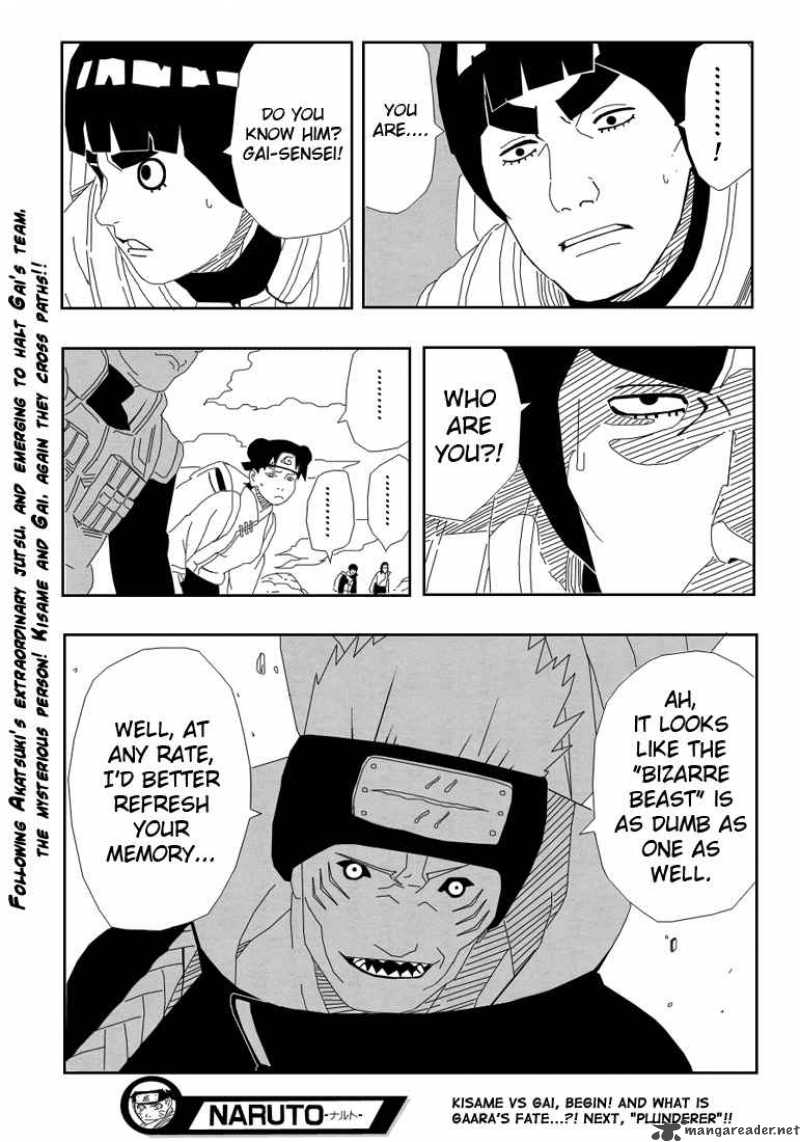 .........!
YOU
ARE....
DO YOU
KNOW HIM?
GAI-SENSEI!
WHO
ARE
YOU?!
........
........
........
AH,
IT LOOKS
LIKE THE
"BIZARRE
BEAST" IS
AS DUMB AS
ONE AS
WELL.
WELL, AT
ANY RATE,
I'D BETTER
REFRESH
YOUR
MEMORY...
FOLLOWING AKATSUKI'S EXTRAORDINARY JUTSU, AND EMERGING TO HALT GAI'S TEAM,
THE MYSTERIOUS PERSON! KISAME AND GAI, AGAIN THEY CROSS PATHS!!
NARUTO-ナルト-
KISAME VS GAI, BEGIN! AND WHAT IS
GAARA'S FATE...?! NEXT, "PLUNDERER"!!
mangareader.net